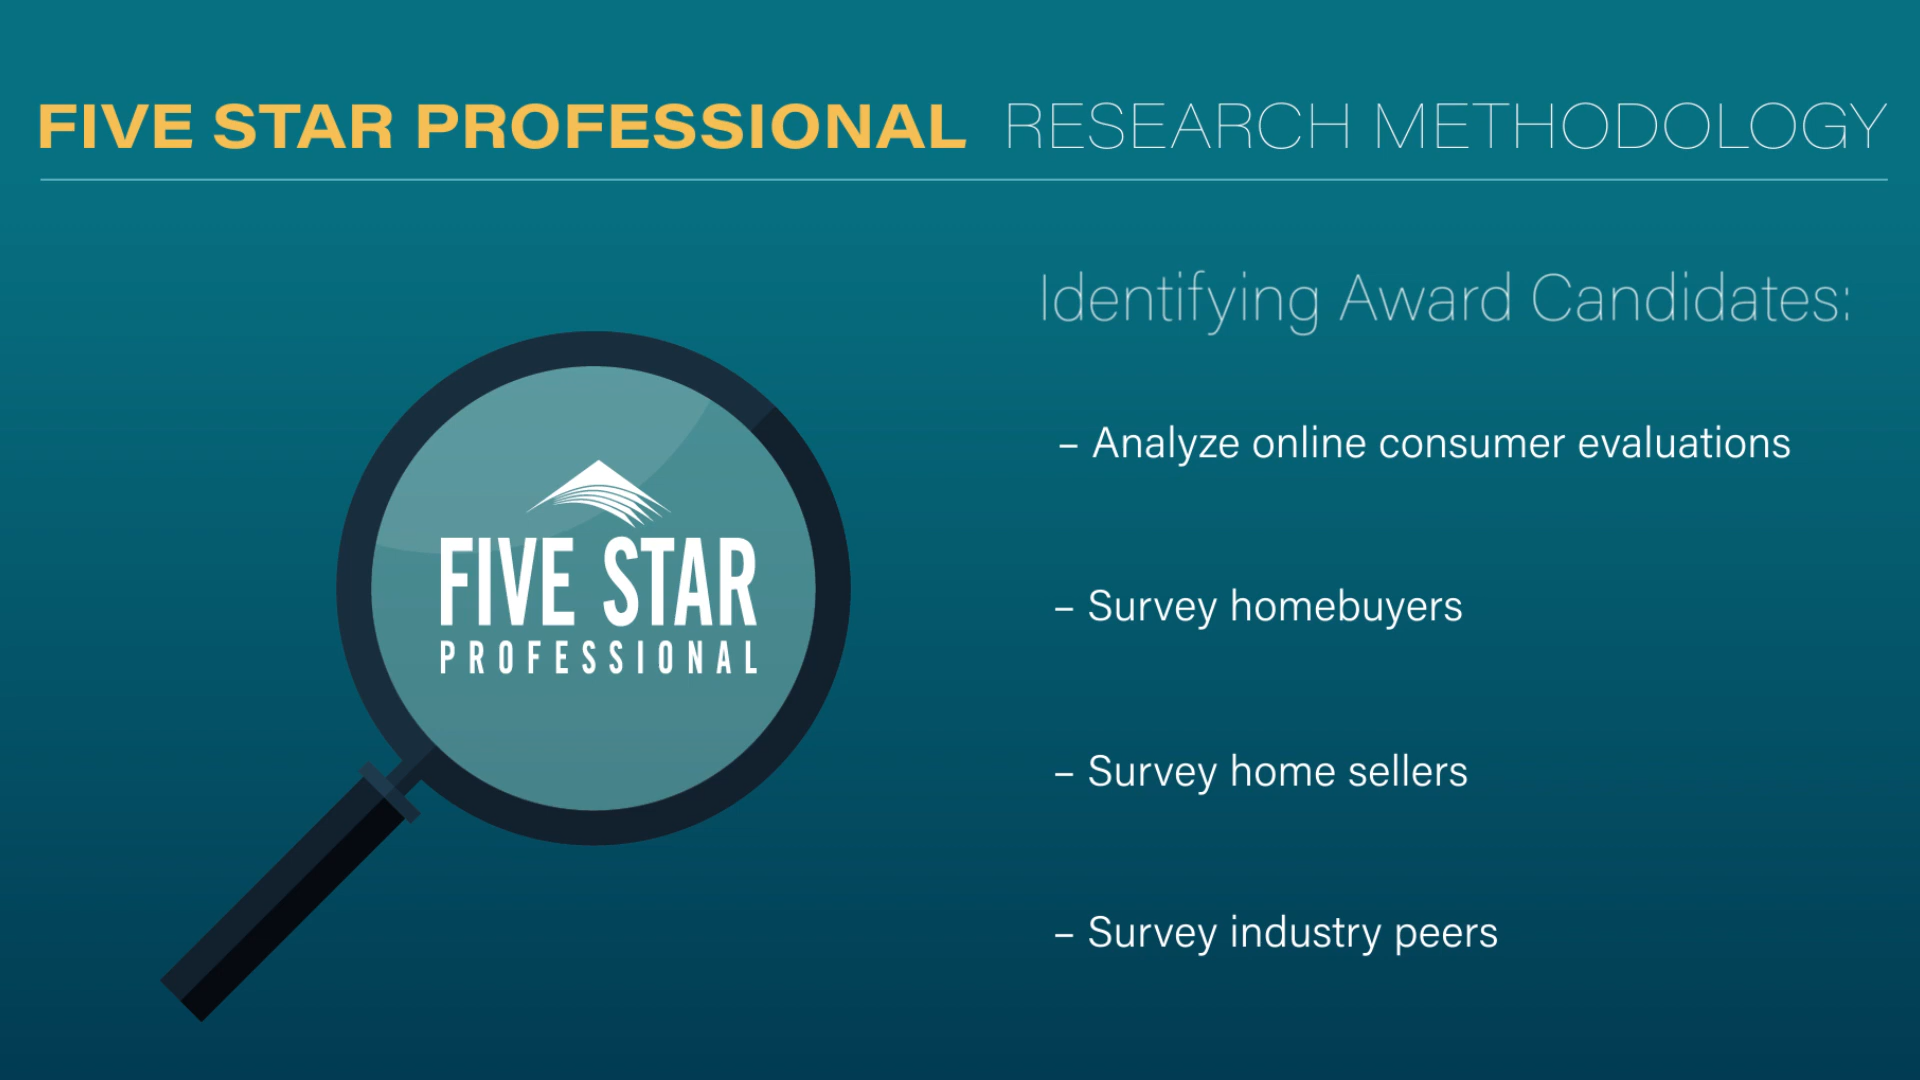 FIVE STAR PROFESSIONAL RESEARCH METHODOLOGY
Identifying Award Candidates:
– Analyze online consumer evaluations
– Survey homebuyers
– Survey home sellers
– Survey industry peers
FIVE STAR
PROFESSIONAL